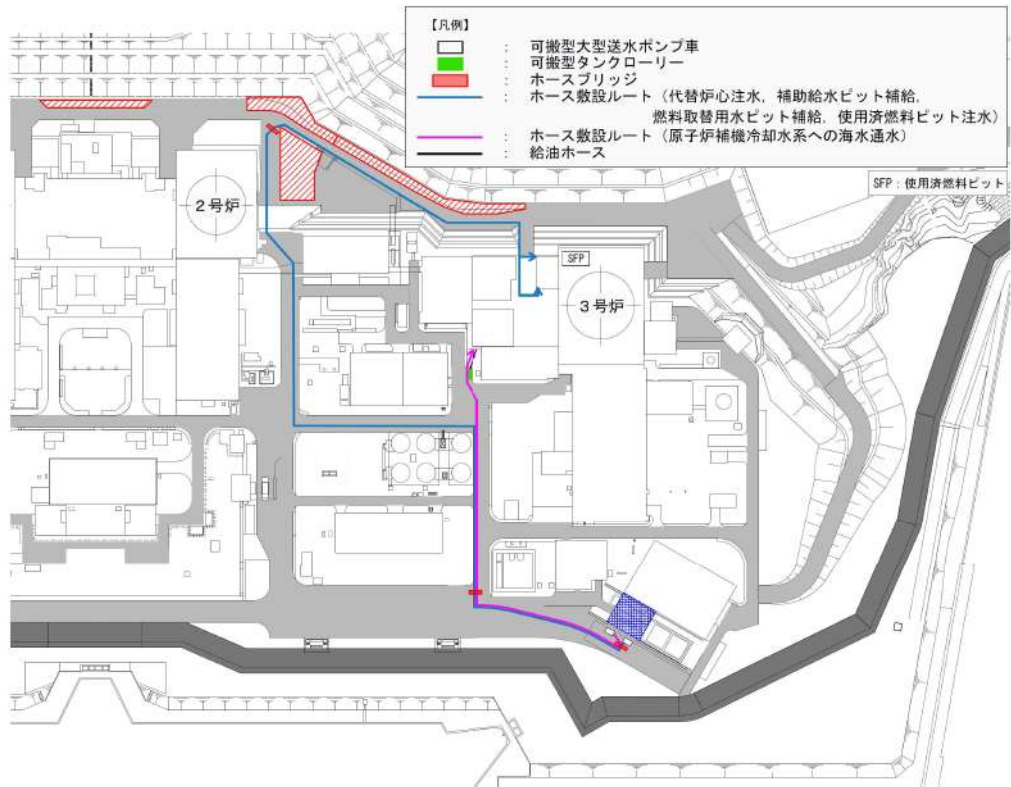 【凡例】
： 可搬型大型送水ポンプ車
： 可搬型タンクローリー
： ホースブリッジ
： ホース敷設ルート（代替炉心注水，補助給水ピット補給，
燃料取替用水ピット補給，使用済燃料ピット注水）
： ホース敷設ルート（原子炉補機冷却水系への海水通水）
： 給油ホース
SFP：使用済燃料ピット
2号炉
SFP
3号炉